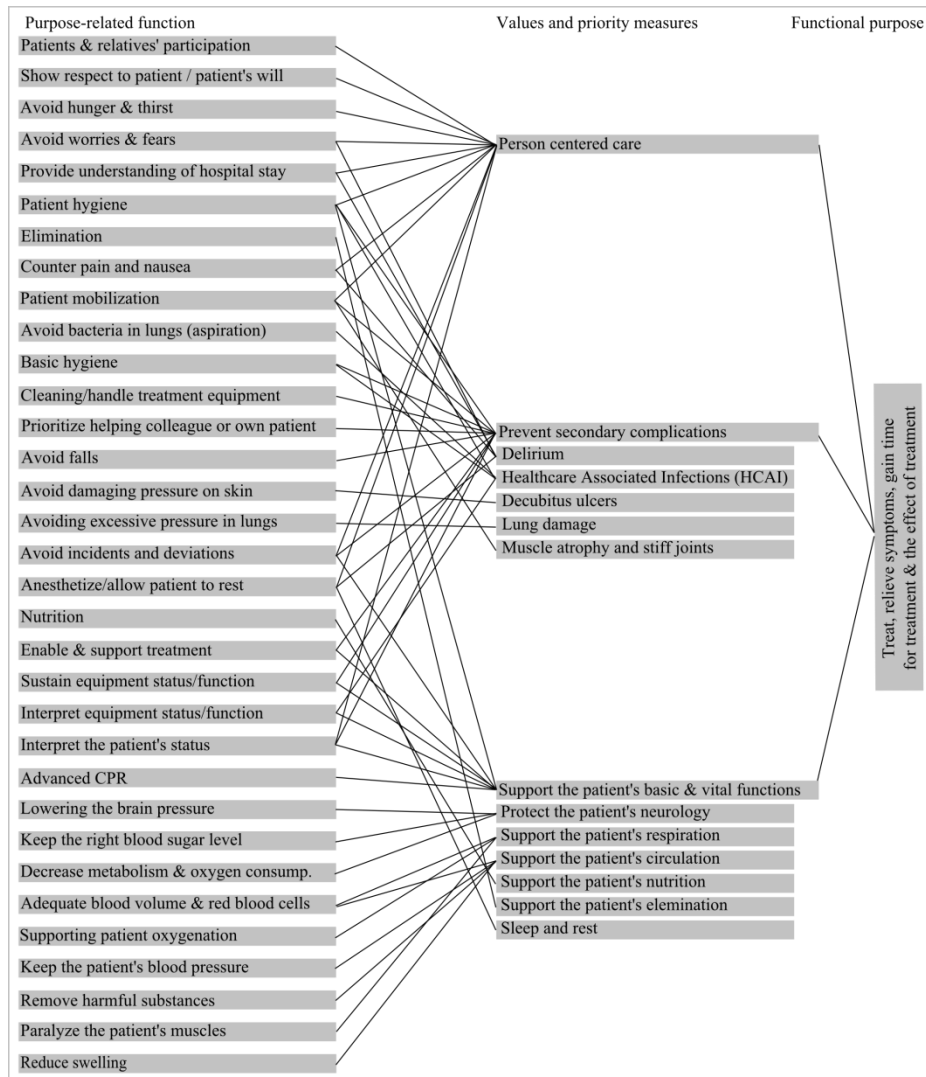 Purpose-related function
Values and priority measures
Functional purpose
Patients & relatives' participation
Show respect to patient / patient's will
Avoid hunger & thirst
Avoid worries & fears
Provide understanding of hospital stay
Patient hygiene
Elimination
Counter pain and nausea
Patient mobilization
Avoid bacteria in lungs (aspiration)
Basic hygiene
Cleaning/handle treatment equipment
Prioritize helping colleague or own patient
Avoid falls
Avoid damaging pressure on skin
Avoiding excessive pressure in lungs
Avoid incidents and deviations
Anesthetize/allow patient to rest
Nutrition
Enable & support treatment
Sustain equipment status/function
Interpret equipment status/function
Interpret the patient's status
Advanced CPR
Lowering the brain pressure
Keep the right blood sugar level
Decrease metabolism & oxygen consump.
Adequate blood volume & red blood cells
Supporting patient oxygenation
Keep the patient's blood pressure
Remove harmful substances
Paralyze the patient's muscles
Reduce swelling
Person centered care
Prevent secondary complications
Delirium
Healthcare Associated Infections (HCAI)
Decubitus ulcers
Lung damage
Muscle atrophy and stiff joints
Support the patient's basic & vital functions
Protect the patient's neurology
Support the patient's respiration
Support the patient's circulation
Support the patient's nutrition
Support the patient's elemination
Sleep and rest
Treat, relieve symptoms, gain time
for treatment & the effect of treatment